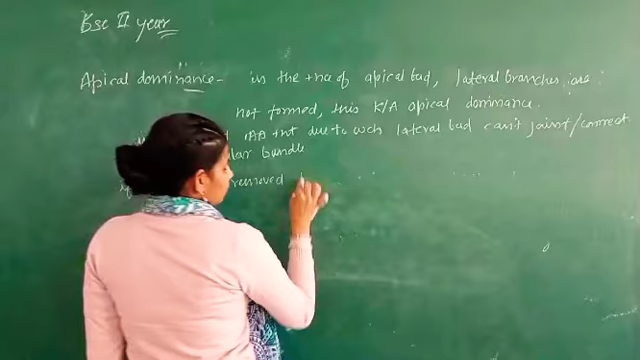 Bsc II year
Apical dominance - in the +nce of apical bud, lateral branches are
not formed, this K/A apical dominance.
IAA +nt due to wch lateral bud can't joint/connect
lar bundle
removed